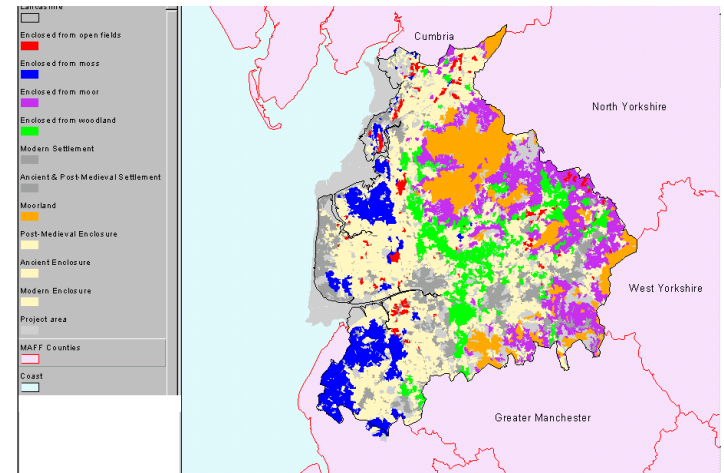 Lancashire
Enclosed from open fields
Enclosed from moss
Enclosed from moor
Enclosed from woodland
Modern Settlement
Ancient & Post-Medieval Settlement
Moorland
Post-Medieval Enclosure
Ancient Enclosure
Modern Enclosure
Project area
MAFF Counties
Coast
Cumbria
North Yorkshire
West Yorkshire
Greater Manchester